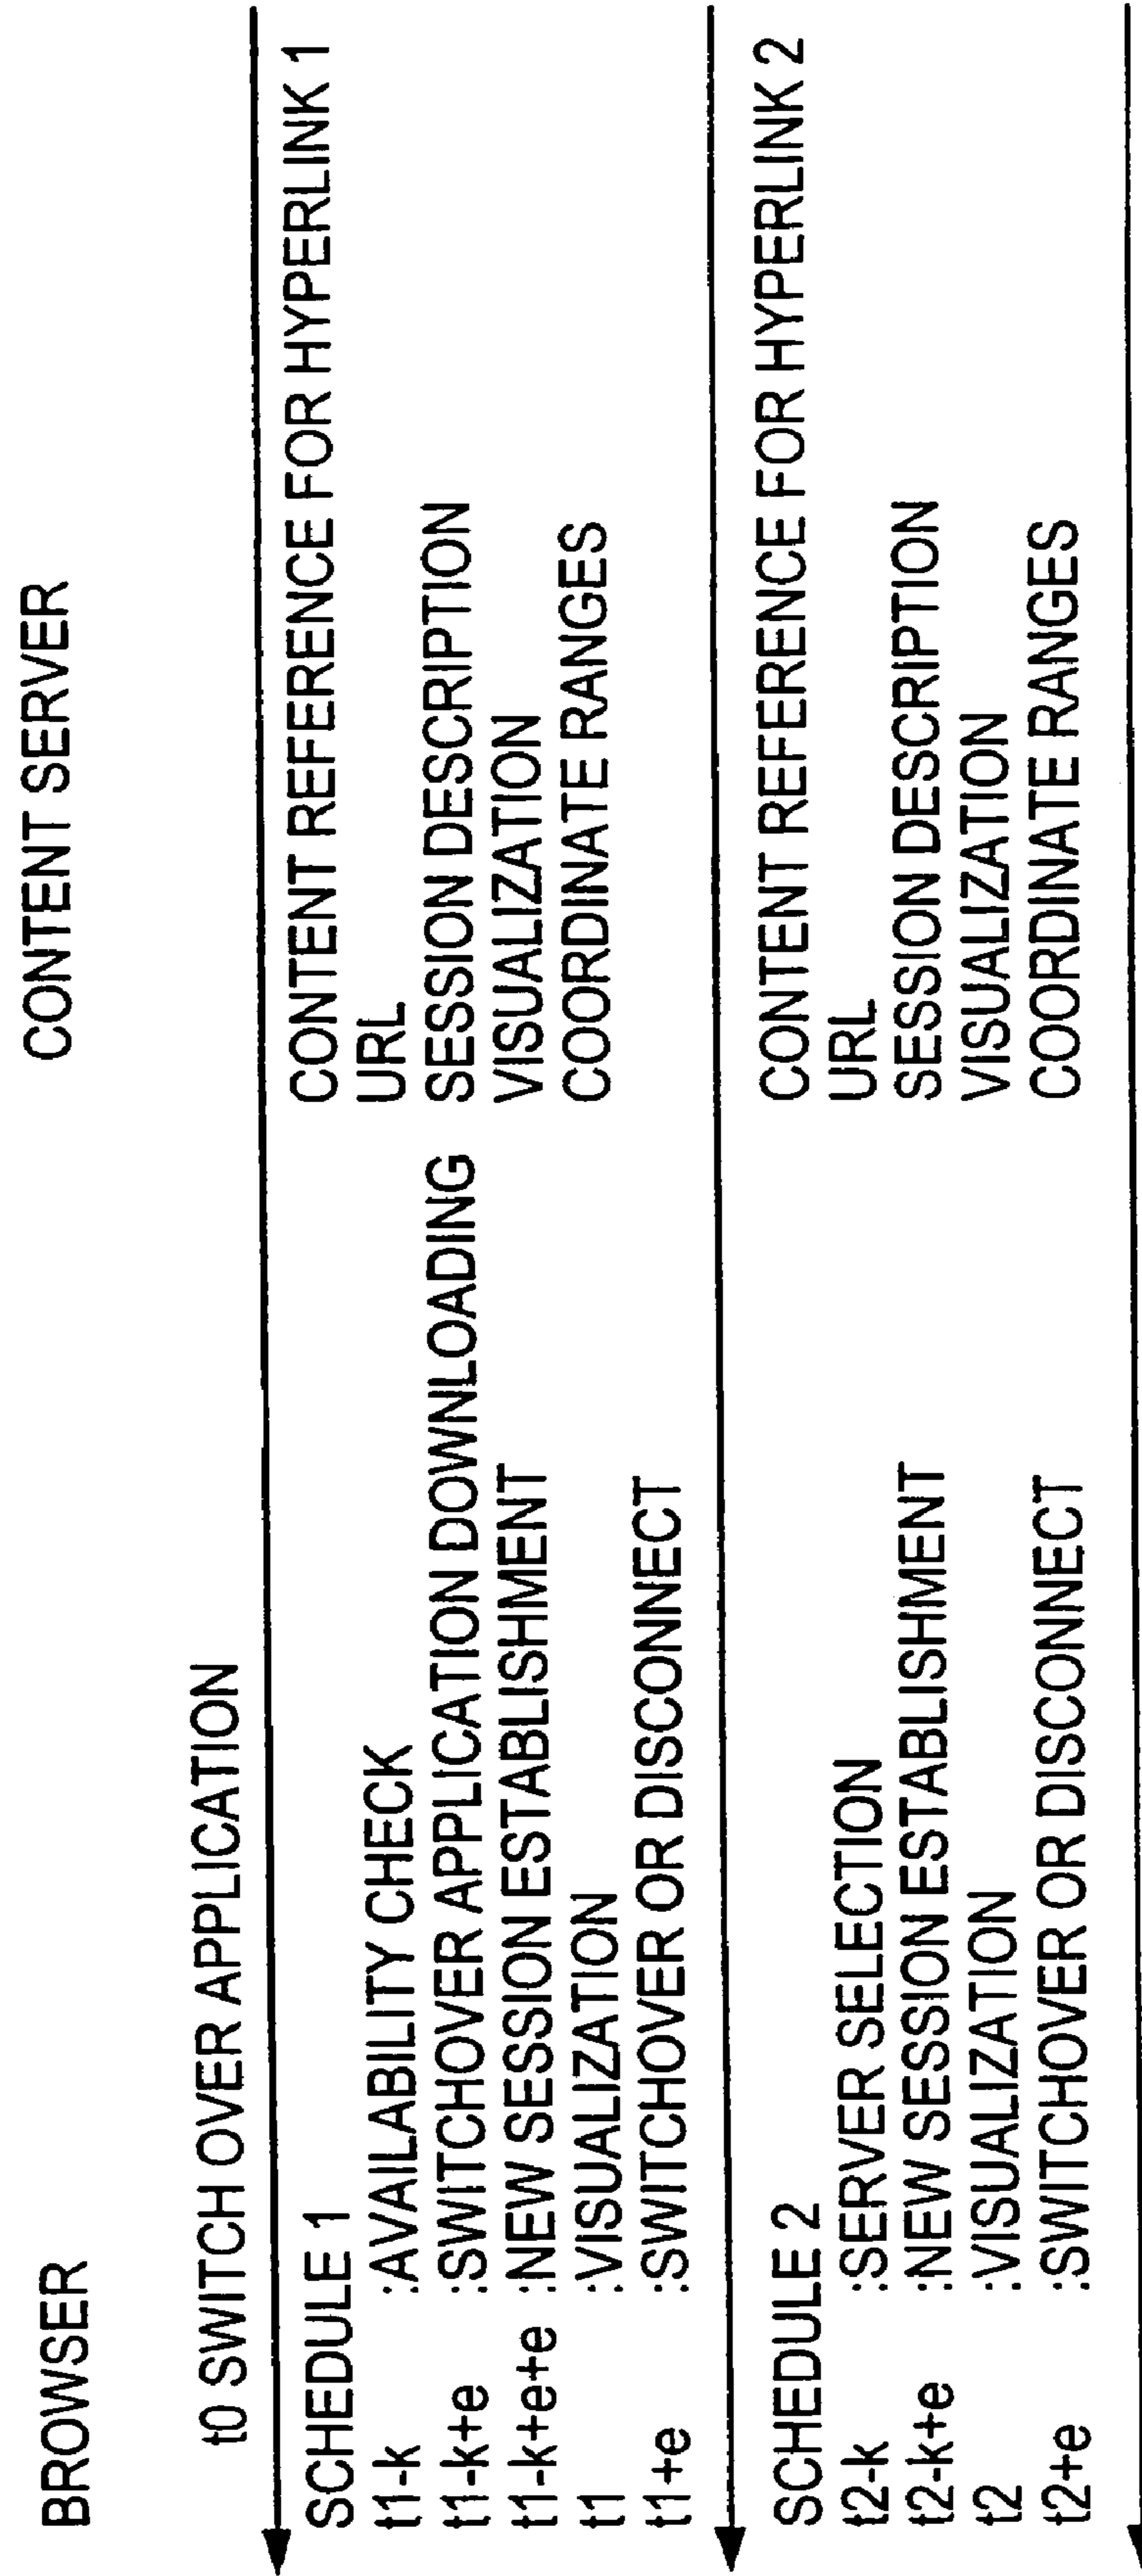 BROWSER CONTENT SERVER
t0 SWITCH OVER APPLICATION
SCHEDULE 1 CONTENT REFERENCE FOR HYPERLINK 1
t1-k :AVAILABILITY CHECK URL
t1-k+e :SWITCHOVER APPLICATION DOWNLOADING SESSION DESCRIPTION
t1-k+e+e :NEW SESSION ESTABLISHMENT VISUALIZATION
t1 :VISUALIZATION COORDINATE RANGES
t1+e :SWITCHOVER OR DISCONNECT
SCHEDULE 2 CONTENT REFERENCE FOR HYPERLINK 2
t2-k :SERVER SELECTION URL
t2-k+e :NEW SESSION ESTABLISHMENT SESSION DESCRIPTION
t2 :VISUALIZATION VISUALIZATION
t2+e :SWITCHOVER OR DISCONNECT COORDINATE RANGES